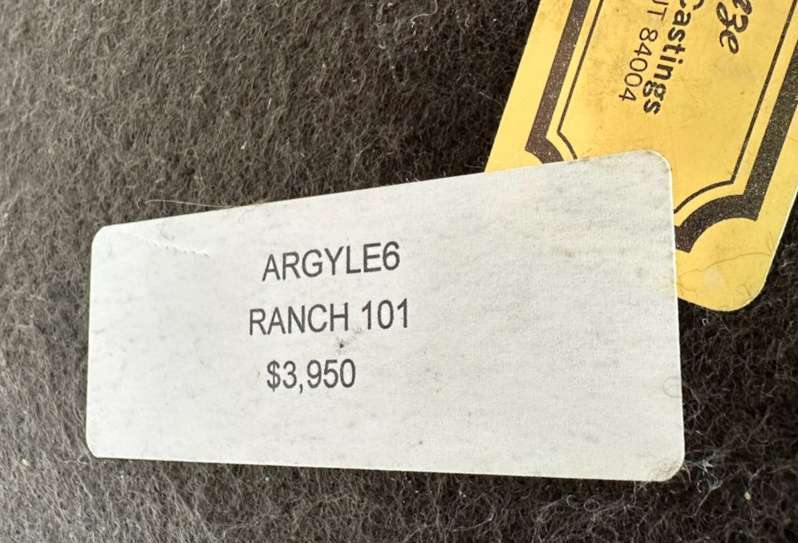 ARGYLE6
RANCH 101
$3,950
Castings
UT 84004